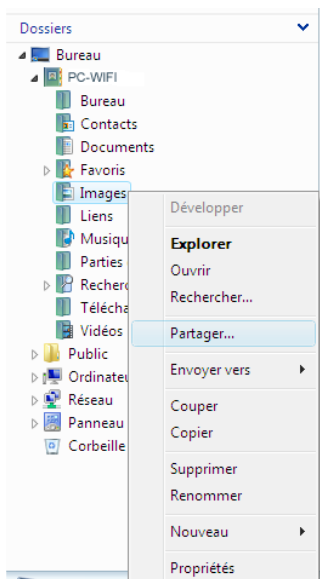 Dossiers
Bureau
PC-WIFI
Bureau
Contacts
Documents
Favoris
Images
Liens
Musiqu
Parties
Recherc
Télécha
Vidéos
Public
Ordinateu
Réseau
Panneau
Corbeille
Développer
Explorer
Ouvrir
Rechercher...
Partager...
Envoyer vers
Couper
Copier
Supprimer
Renommer
Nouveau
Propriétés